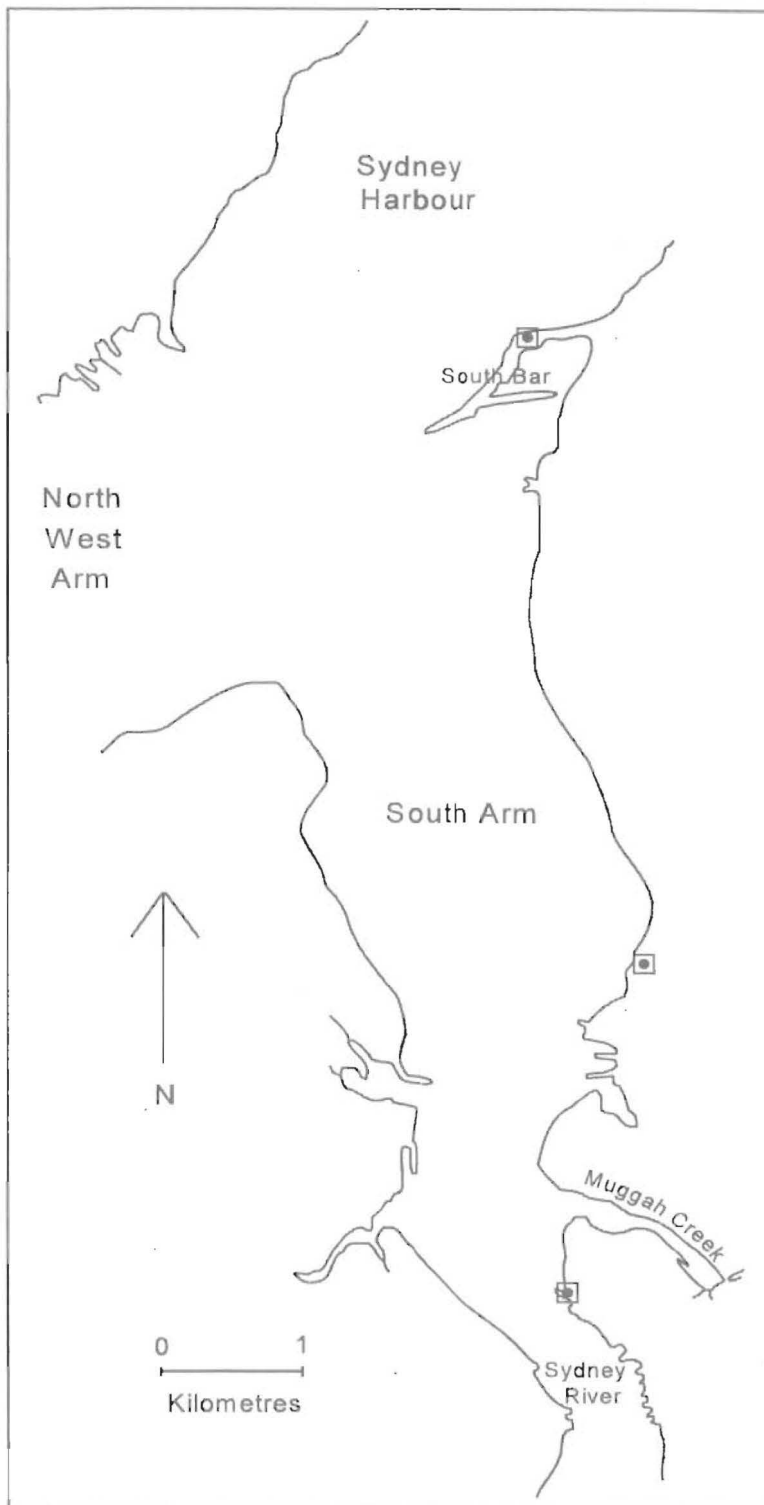 Sydney
Harbour
South Bar
North
West
Arm
South Arm
N
Muggah Creek
0 1
Kilometres
Sydney
River